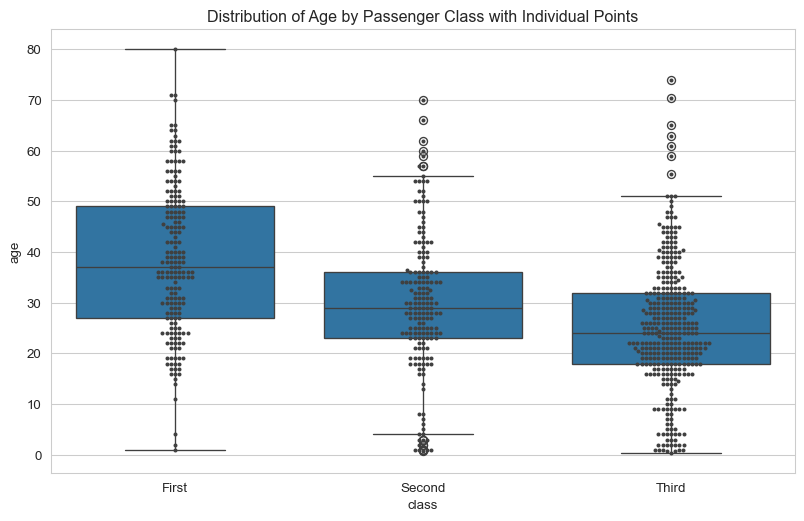 Distribution of Age by Passenger Class with Individual Points
80
70
60
50
40
30
20
10
0
age
First Second Third
class